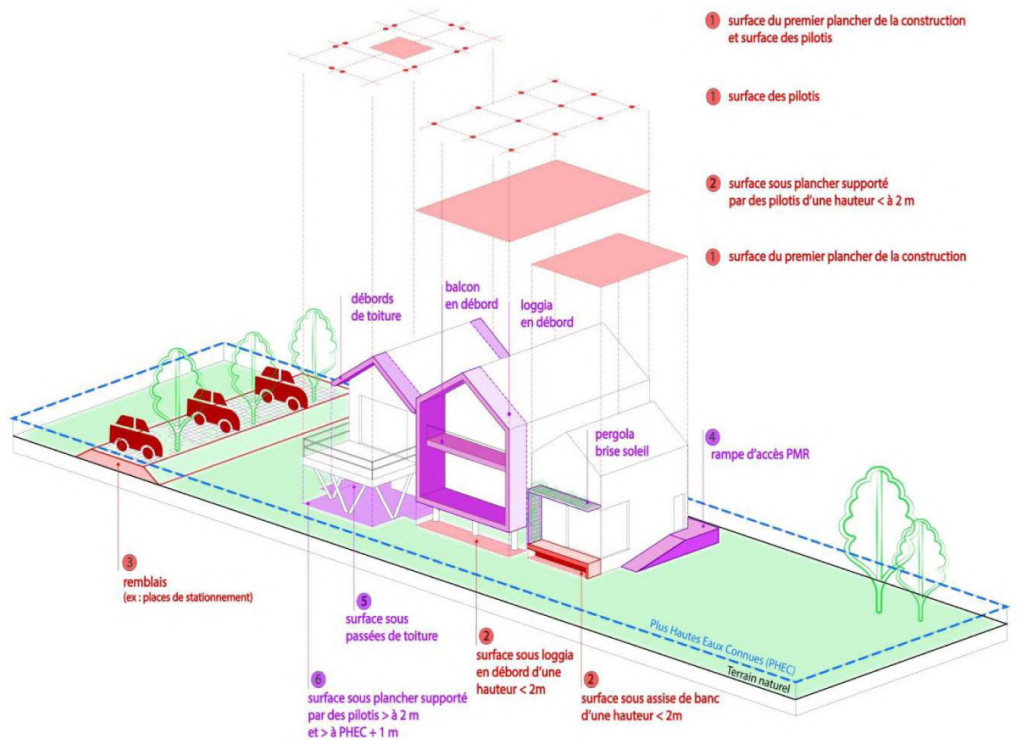 1 surface du premier plancher de la construction
et surface des pilotis
1 surface des pilotis
2 surface sous plancher supporté
par des pilotis d'une hauteur < à 2 m
1 surface du premier plancher de la construction
débords
de toiture
balcon
en débord
loggia
en débord
pergola
brise soleil
4
rampe d'accès PMR
3
remblais
(ex : places de stationnement)
5
surface sous
passées de toiture
6
surface sous plancher supporté
par des pilotis > à 2 m
et > à PHEC + 1 m
2
surface sous loggia
en débord d'une
hauteur < 2m
2
surface sous assise de banc
d'une hauteur < 2m
Plus Hautes Eaux Connues (PHEC)
Terrain naturel